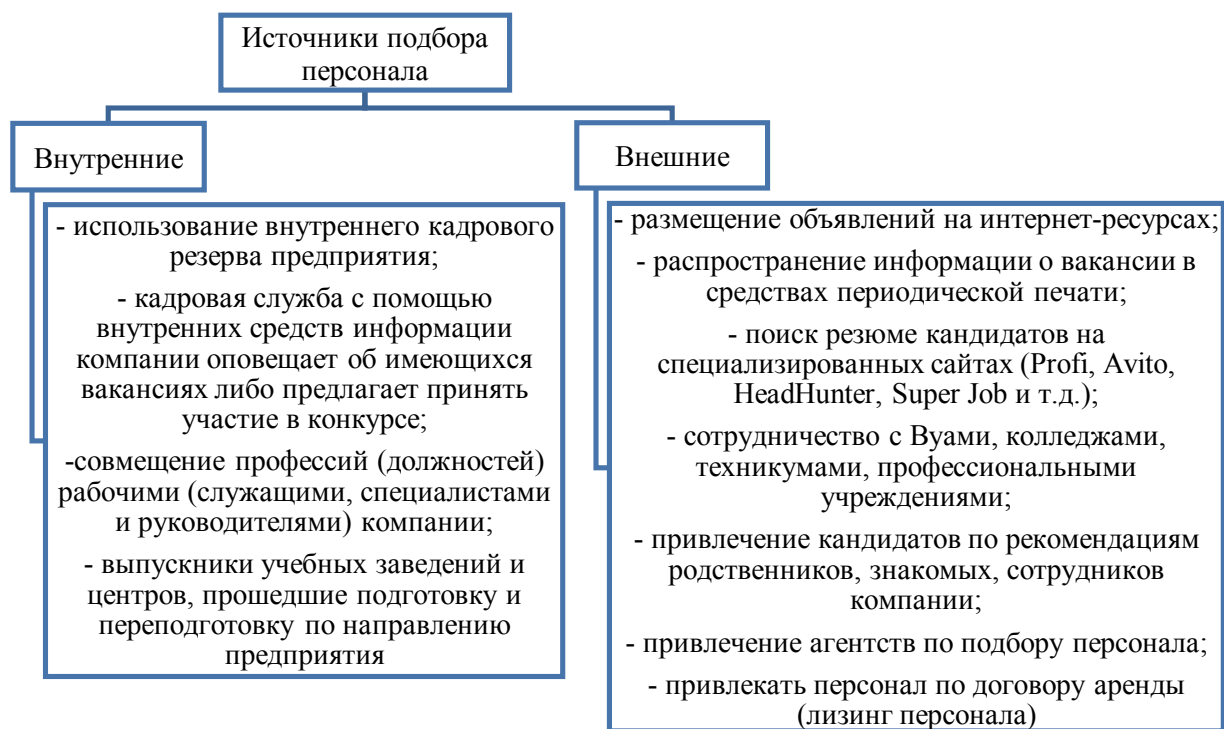 Источники подбора
персонала
Внутренние
- использование внутреннего кадрового
резерва предприятия;
- кадровая служба с помощью
внутренних средств информации
компании оповещает об имеющихся
вакансиях либо предлагает принять
участие в конкурсе;
-совмещение профессий (должностей)
рабочими (служащими, специалистами
и руководителями) компании;
- выпускники учебных заведений и
центров, прошедшие подготовку и
переподготовку по направлению
предприятия
Внешние
- размещение объявлений на интернет-ресурсах;
- распространение информации о вакансии в
средствах периодической печати;
- поиск резюме кандидатов на
специализированных сайтах (Profi, Avito,
HeadHunter, Super Job и т.д.);
- сотрудничество с Вуами, колледжами,
техникумами, профессиональными
учреждениями;
- привлечение кандидатов по рекомендациям
родственников, знакомых, сотрудников
компании;
- привлечение агентств по подбору персонала;
- привлекать персонал по договору аренды
(лизинг персонала)